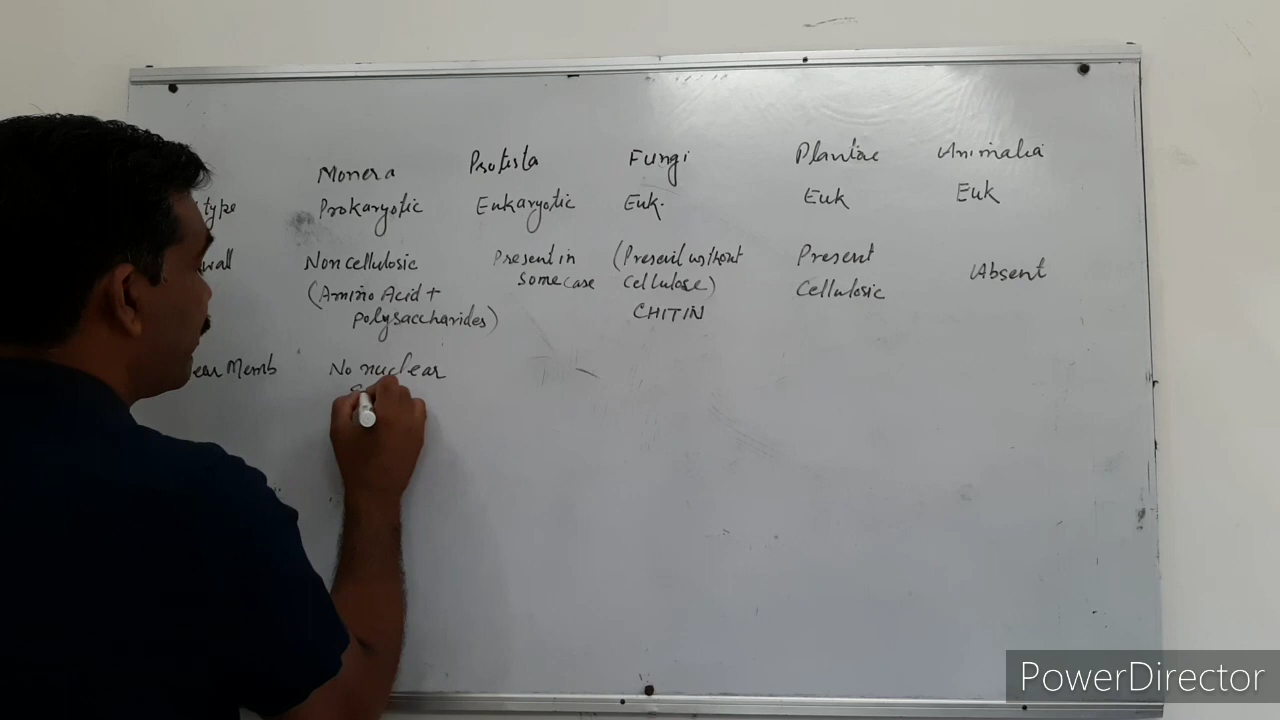 Monera Protista Fungi Plantiae Animalia
type Prokaryotic Eukaryotic Euk. Euk Euk
wall Noncellulosic Present in (Present without Present Absent
(Amino Acid + some case cellulose) Cellulosic
polysaccharides) CHITIN
ear Memb No nuclear
PowerDirector